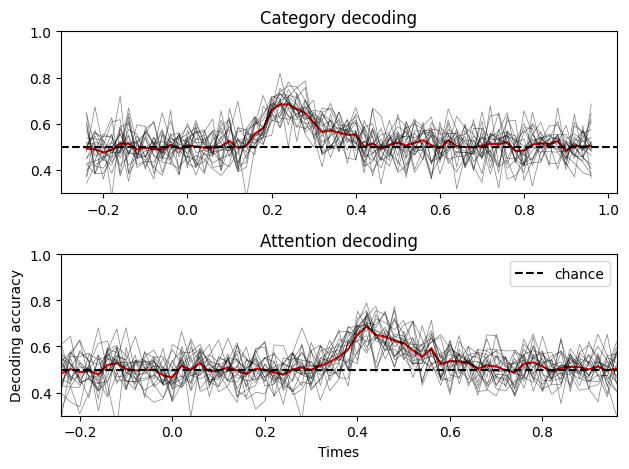 Category decoding
1.0
0.8
0.6
0.4
−0.2 0.0 0.2 0.4 0.6 0.8 1.0
Attention decoding
1.0
0.8
0.6
0.4
Decoding accuracy
chance
−0.2 0.0 0.2 0.4 0.6 0.8
Times